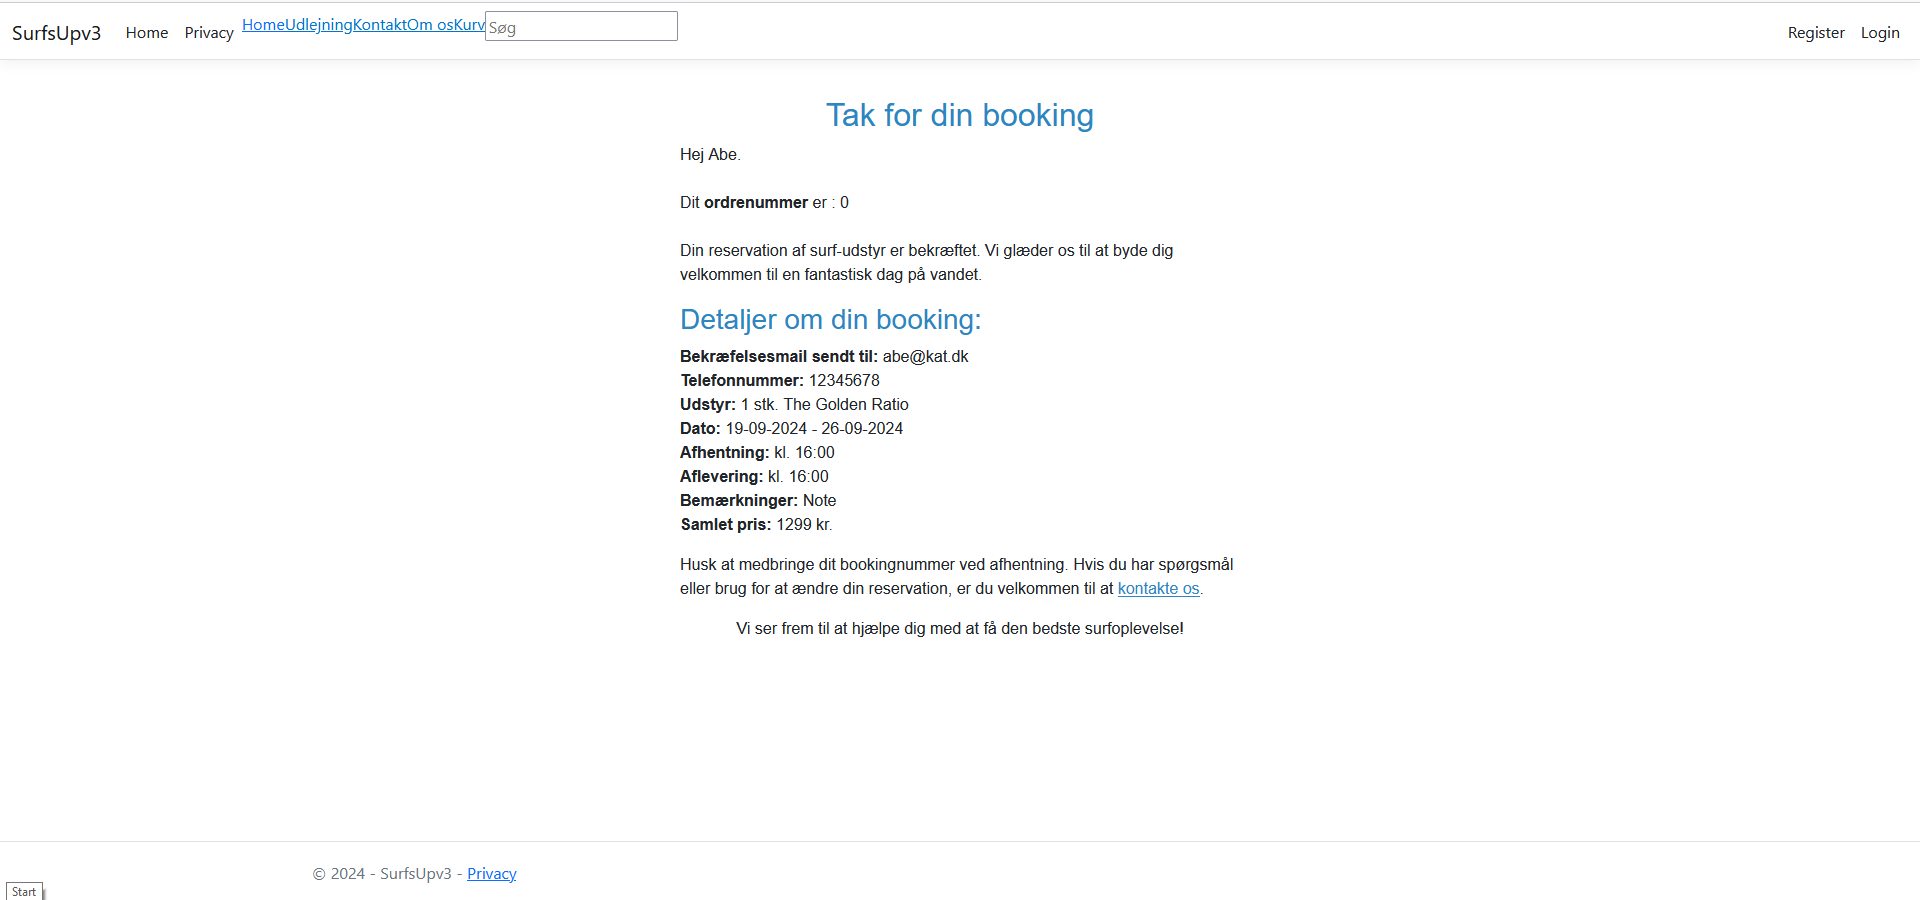 SurfsUpv3 Home Privacy HomeUdlejningKontaktOm osKurv Søg Register Login
Tak for din booking
Hej Abe.
Dit ordrenummer er : 0
Din reservation af surf-udstyr er bekræftet. Vi glæder os til at byde dig
velkommen til en fantastisk dag på vandet.
Detaljer om din booking:
Bekræfelsesmail sendt til: abe@kat.dk
Telefonnummer: 12345678
Udstyr: 1 stk. The Golden Ratio
Dato: 19-09-2024 - 26-09-2024
Afhentning: kl. 16:00
Aflevering: kl. 16:00
Bemærkninger: Note
Samlet pris: 1299 kr.
Husk at medbringe dit bookingnummer ved afhentning. Hvis du har spørgsmål
eller brug for at ændre din reservation, er du velkommen til at kontakte os.
Vi ser frem til at hjælpe dig med at få den bedste surfoplevelse!
© 2024 - SurfsUpv3 - Privacy
Start